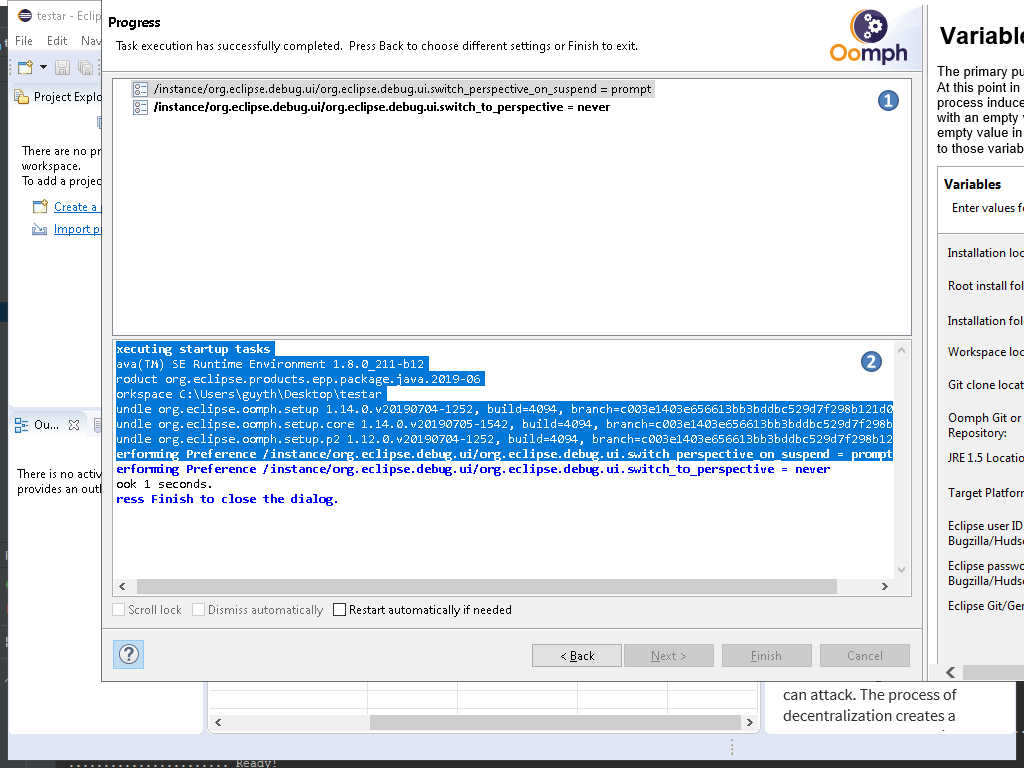 testar - Eclip
File Edit Nav
Project Explo
There are no pr
workspace.
To add a projec
Create a
Import pr
Ou...
There is no activ
provides an outl
Progress
Task execution has successfully completed. Press Back to choose different settings or Finish to exit.
Oomph
/instance/org.eclipse.debug.ui/org.eclipse.debug.ui.switch_perspective_on_suspend = prompt
/instance/org.eclipse.debug.ui/org.eclipse.debug.ui.switch_to_perspective = never
1
xecuting startup tasks
ava(TM) SE Runtime Environment 1.8.0_211-b12
roduct org.eclipse.products.epp.package.java.2019-06
orkspace C:\Users\guyth\Desktop\testar
undle org.eclipse.oomph.setup 1.14.0.v20190704-1252, build=4094, branch=c003e1403e656613bb3bddbc529d7f298b121d0
undle org.eclipse.oomph.setup.core 1.14.0.v20190705-1542, build=4094, branch=c003e1403e656613bb3bddbc529d7f298b
undle org.eclipse.oomph.setup.p2 1.12.0.v20190704-1252, build=4094, branch=c003e1403e656613bb3bddbc529d7f298b12
erforming Preference /instance/org.eclipse.debug.ui/org.eclipse.debug.ui.switch_perspective_on_suspend = prompt
erforming Preference /instance/org.eclipse.debug.ui/org.eclipse.debug.ui.switch_to_perspective = never
ook 1 seconds.
ress Finish to close the dialog.
2
Scroll lock Dismiss automatically Restart automatically if needed
? < Back Next > Finish Cancel
Variable
The primary pu
At this point in
process induce
with an empty v
empty value in
to those variab
Variables
Enter values fo
Installation loc
Root install fol
Installation fol
Workspace loc
Git clone locat
Oomph Git or
Repository:
JRE 1.5 Locatio
Target Platform
Eclipse user ID
Bugzilla/Hudso
Eclipse passwo
Bugzilla/Hudso
Eclipse Git/Ger
can attack. The process of
decentralization creates a
Ready!